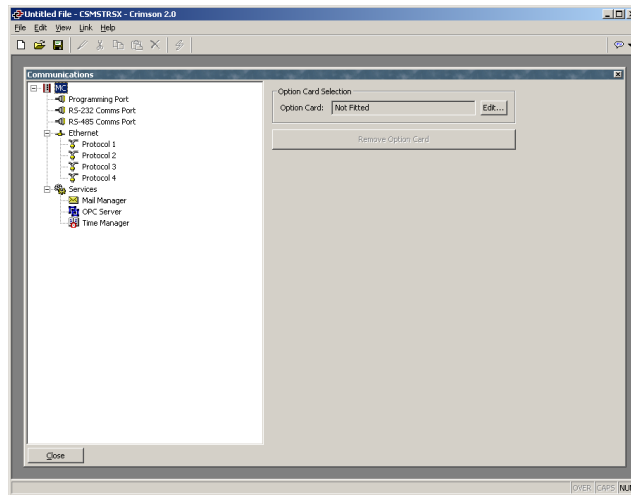 Untitled File - CSMSTRSX - Crimson 2.0
File Edit View Link Help
Communications
MC
Programming Port
RS-232 Comms Port
RS-485 Comms Port
Ethernet
Protocol 1
Protocol 2
Protocol 3
Protocol 4
Services
Mail Manager
OPC Server
Time Manager
Option Card Selection
Option Card: Not Fitted Edit...
Remove Option Card
Close
OVER CAPS NUM